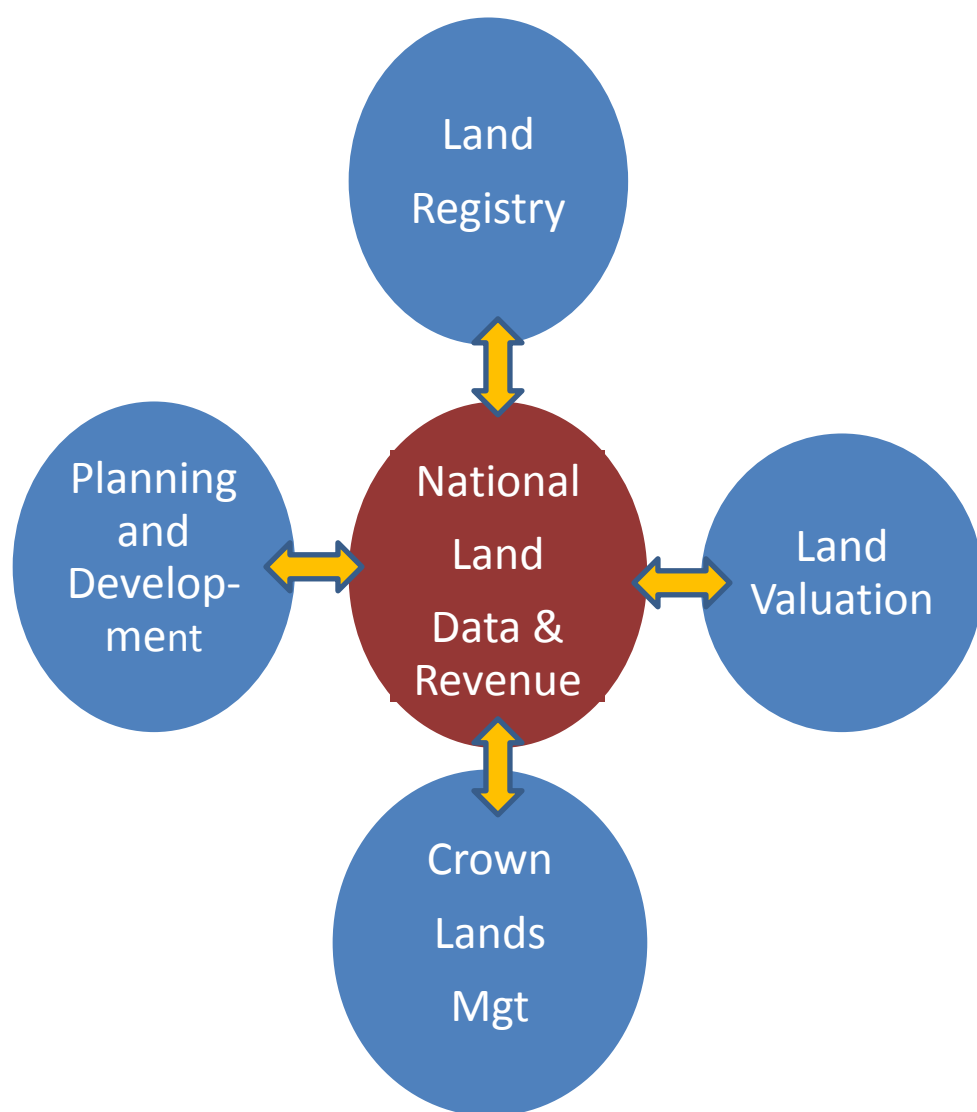 Land
Registry
Planning
and
Develop-
ment
National
Land
Data &
Revenue
Land
Valuation
Crown
Lands
Mgt